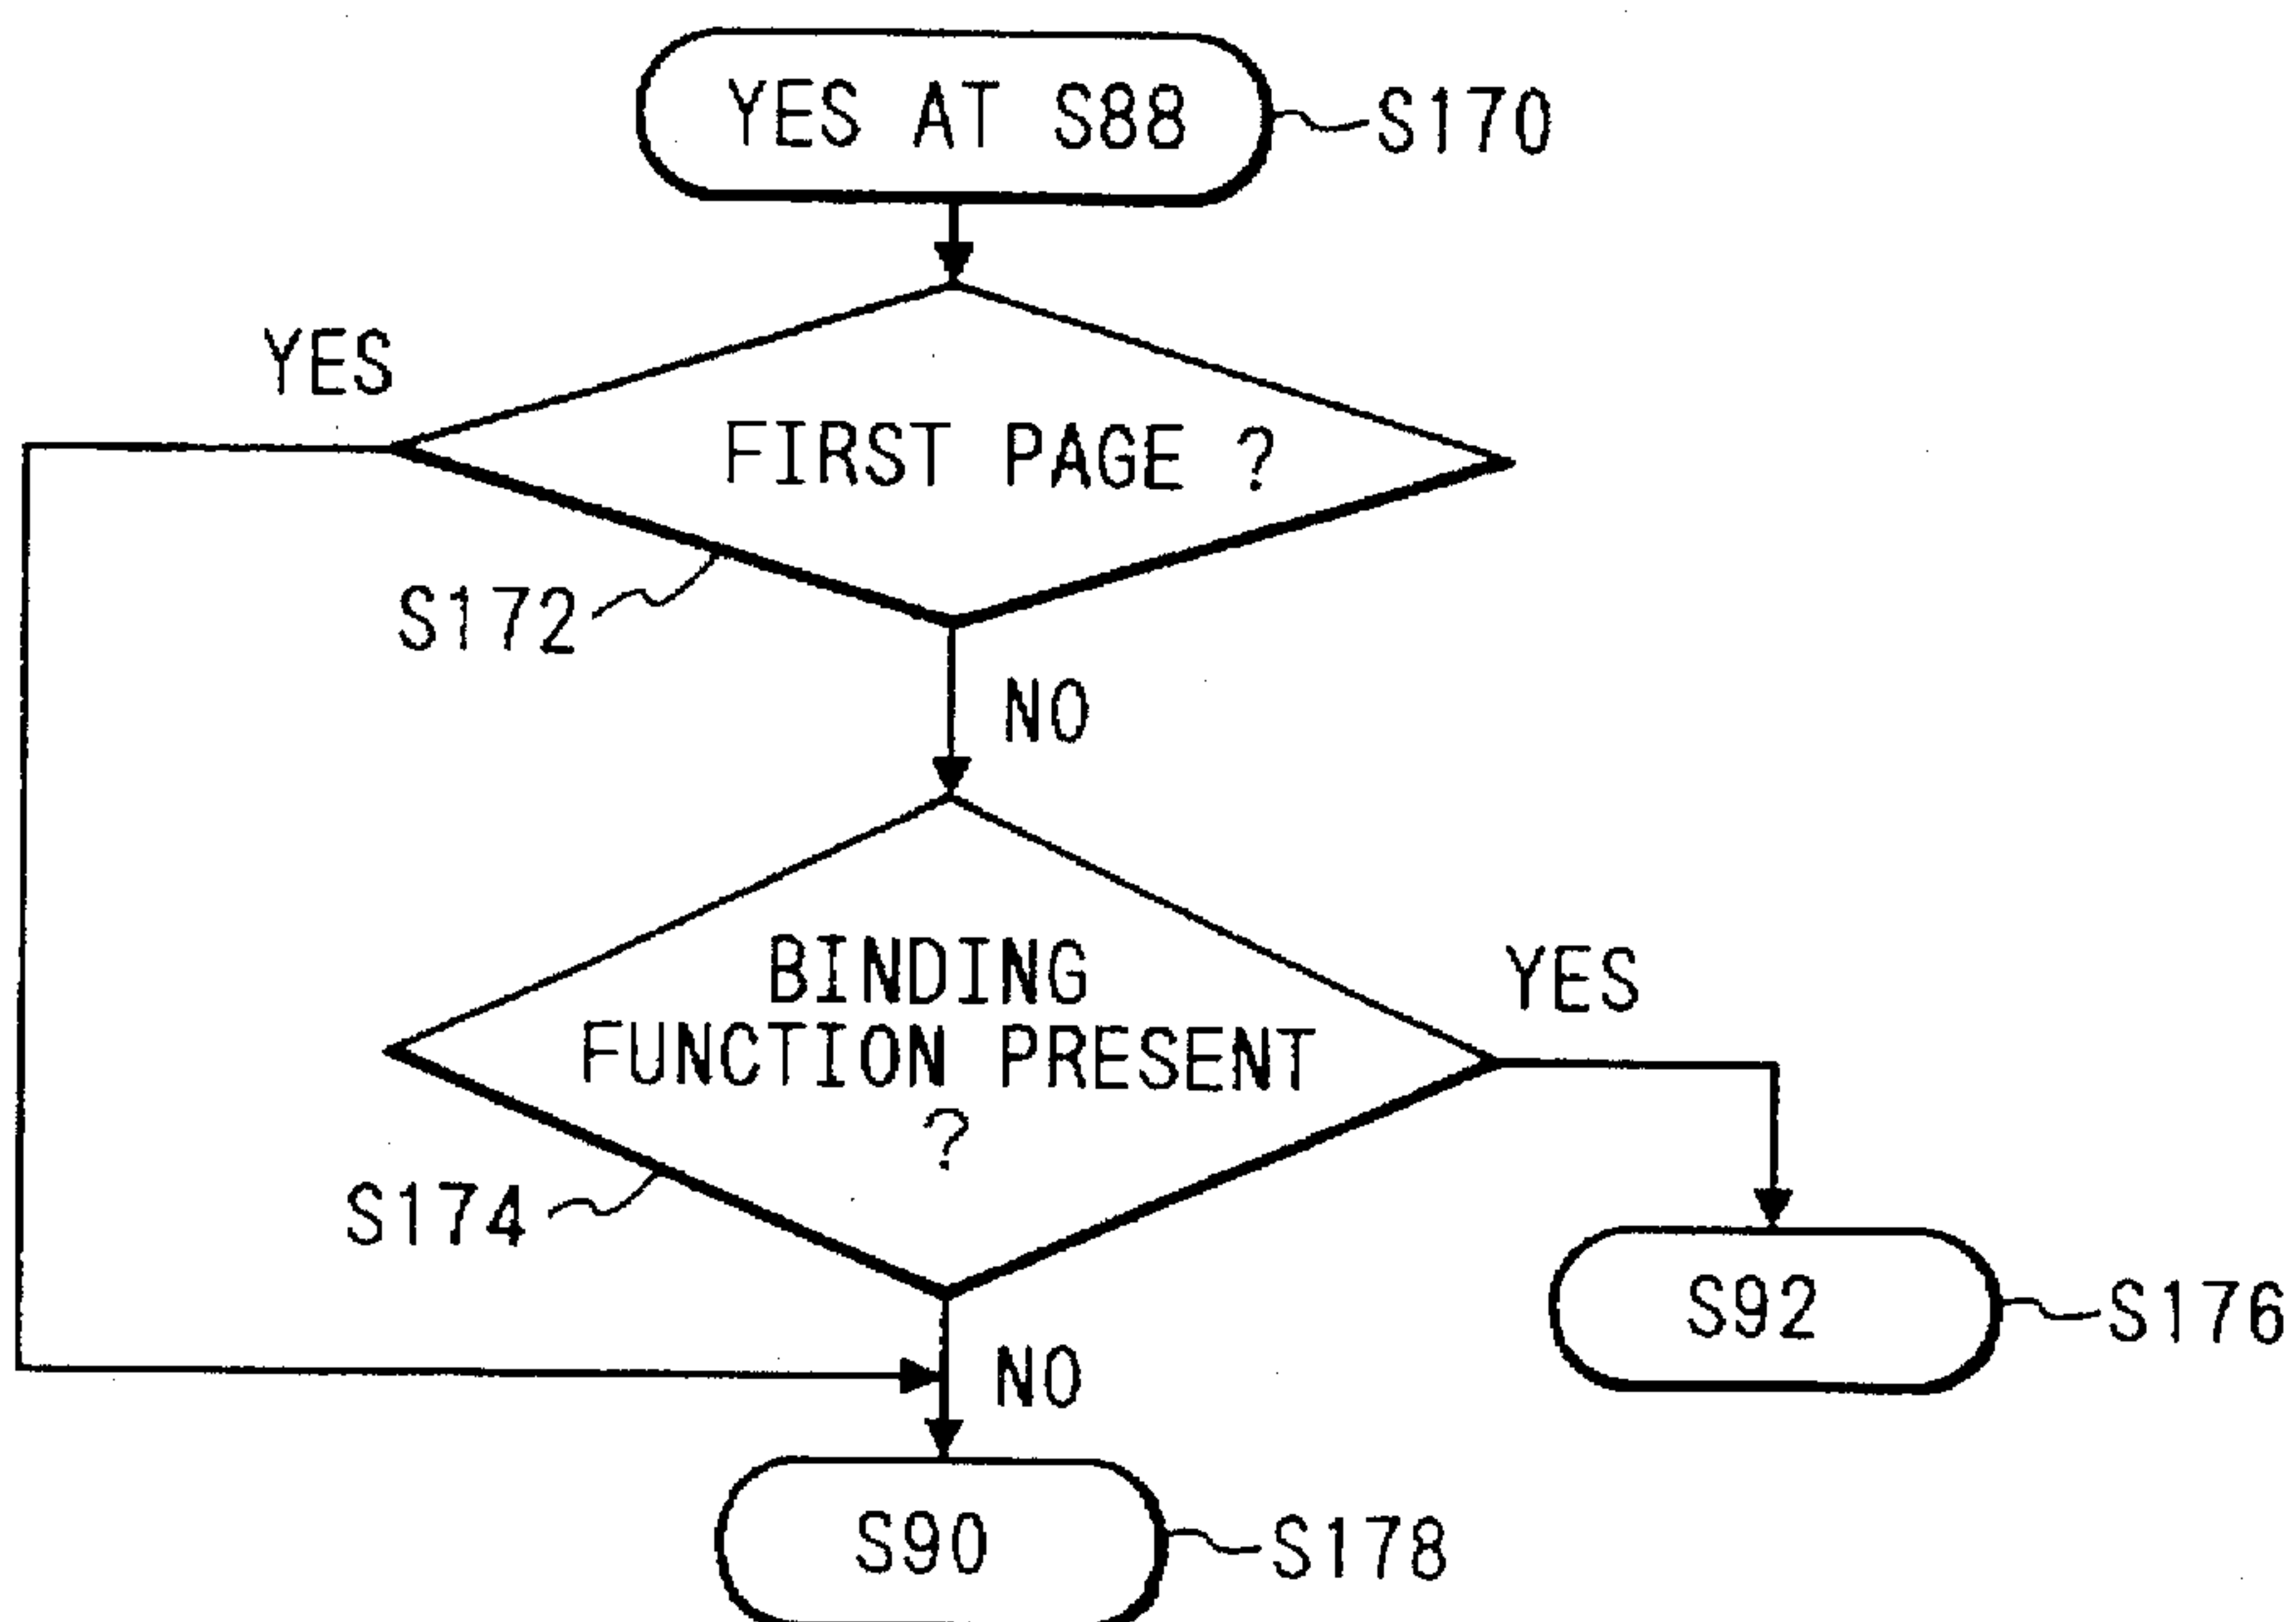 YES AT S88
S170
YES
FIRST PAGE ?
S172
NO
BINDING
FUNCTION PRESENT
?
YES
S174
S92
S176
NO
S90
S178